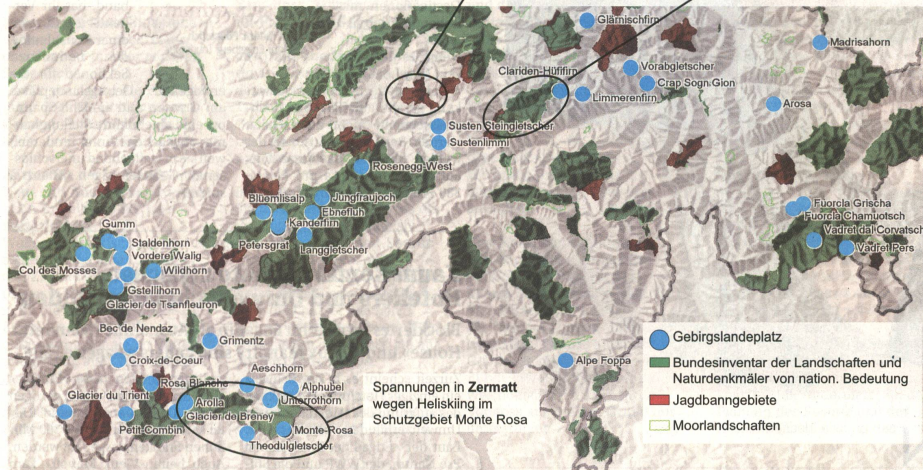 Glärnischfirn
Madrisahorn
Clariden-Hüfifirn
Vorabgletscher
Crap Sogn Gion
Limmerenfirn
Arosa
Susten Steingletscher
Sustenlimmi
Rosenegg-West
Blüemlisalp
Jungfraujoch
Ebnefluh
Kanderfirn
Petersgrat
Langgletscher
Fuorcla Grischa
Fuorcla Chamuotsch
Vadret dal Corvatsch
Vadret Pers
Gumm
Staldenhorn
Vordere Walig
Col des Mosses
Wildhorn
Gstellihorn
Glacier de Tsanfleuron
Bec de Nendaz
Grimentz
Croix-de-Coeur
Aeschhorn
Rosa Blanche
Alphubel
Glacier du Trient
Arolla
Unterrothorn
Glacier de Breney
Petit-Combin
Monte-Rosa
Theodulgletscher
Alpe Foppa
Spannungen in Zermatt
wegen Heliskiing im
Schutzgebiet Monte Rosa
Gebirgslandeplatz
Bundesinventar der Landschaften und
Naturdenkmäler von nation. Bedeutung
Jagdbanngebiete
Moorlandschaften